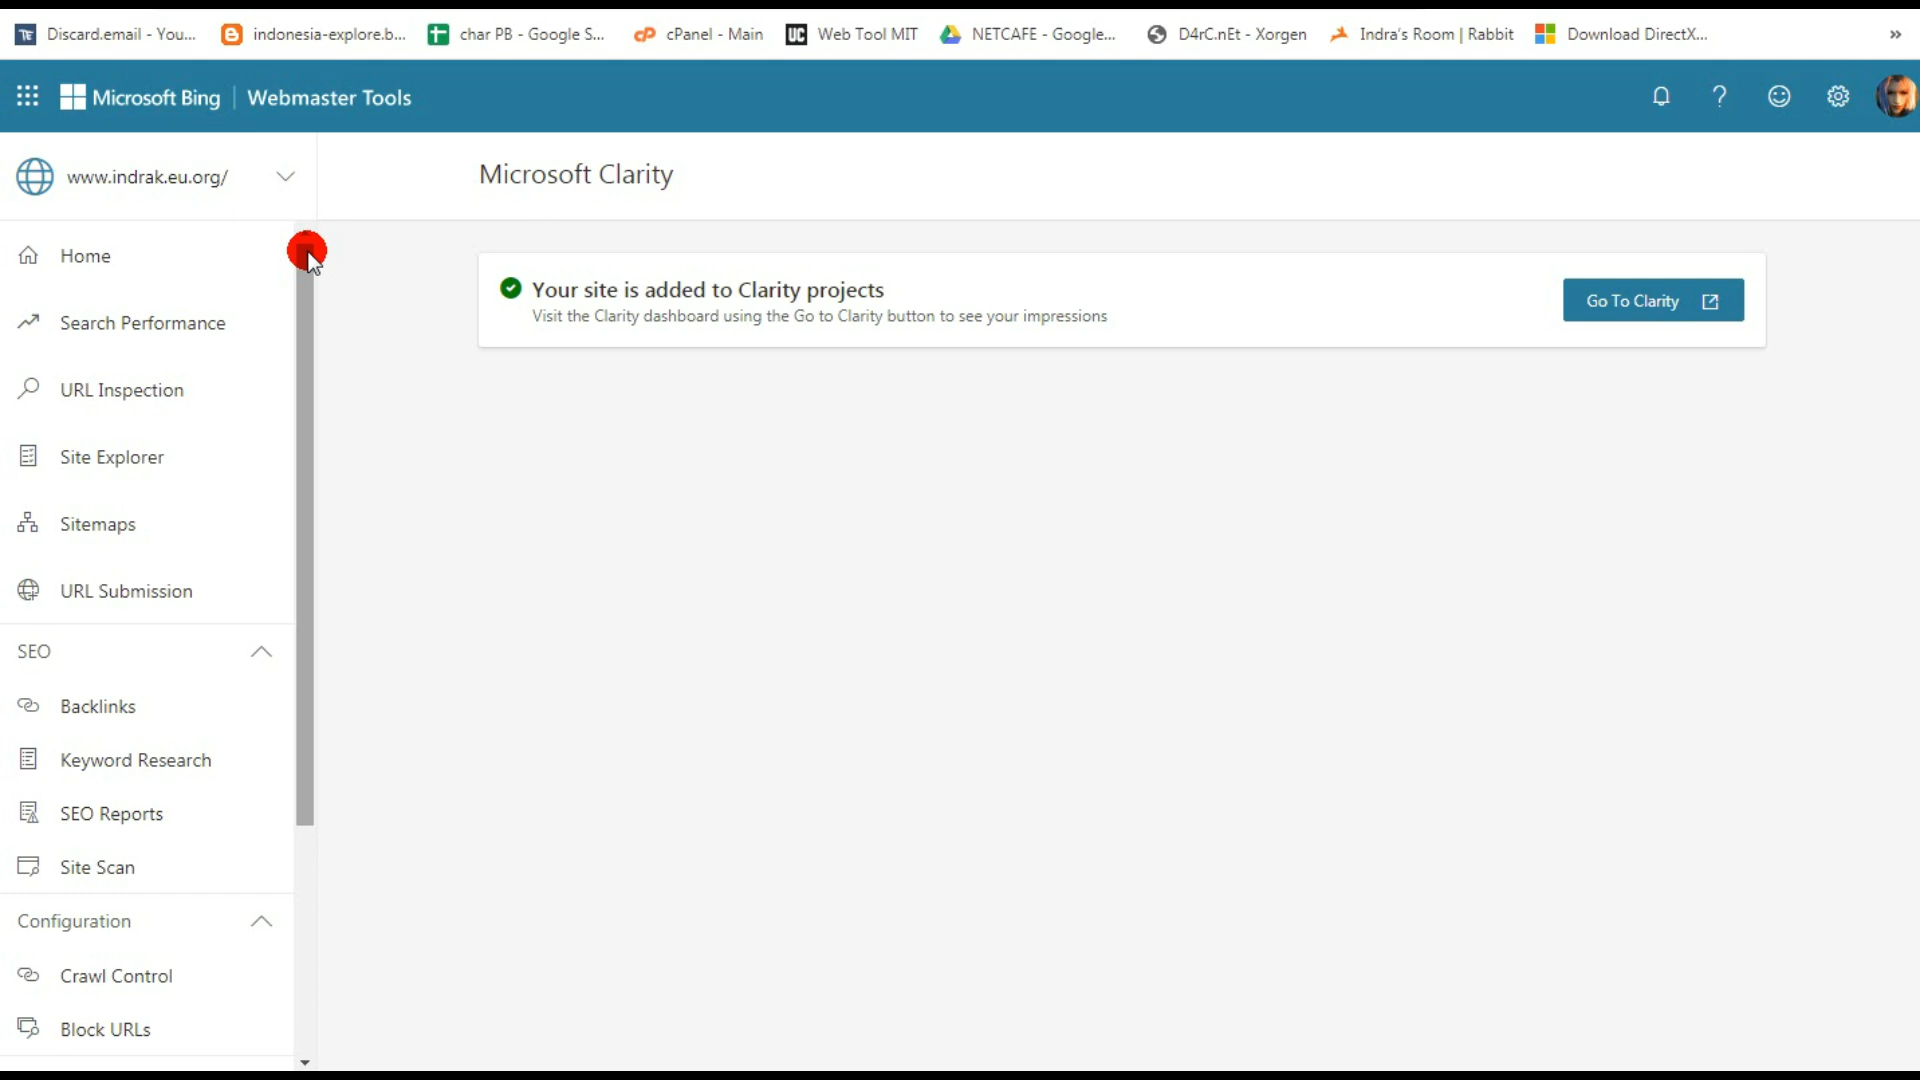 Discard.email - You...
indonesia-explore.b...
char PB - Google S...
cP cPanel - Main
UC Web Tool MIT
NETCAFE - Google...
D4rC.nEt - Xorgen
Indra's Room | Rabbit
Download DirectX...
»
Microsoft Bing | Webmaster Tools
?
www.indrak.eu.org/
Microsoft Clarity
Home
Your site is added to Clarity projects
Visit the Clarity dashboard using the Go to Clarity button to see your impressions
Go To Clarity
Search Performance
URL Inspection
Site Explorer
Sitemaps
URL Submission
SEO
Backlinks
Keyword Research
SEO Reports
Site Scan
Configuration
Crawl Control
Block URLs